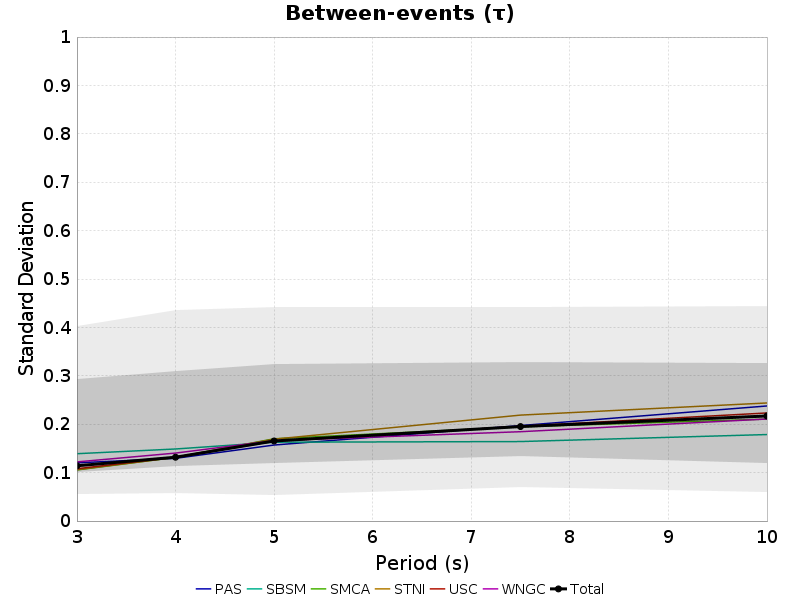 Between-events (τ)
Standard Deviation
1
0.9
0.8
0.7
0.6
0.5
0.4
0.3
0.2
0.1
0
3 4 5 6 7 8 9 10
Period (s)
PAS SBSM SMCA STNI USC WNGC Total